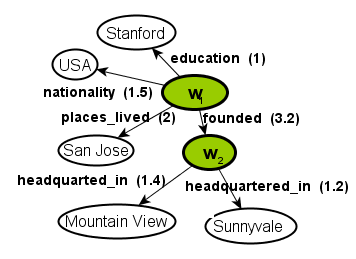 Stanford
education (1)
USA
w1
nationality (1.5)
places_lived (2)
founded (3.2)
San Jose
w2
headquarted_in (1.4)
headquartered_in (1.2)
Mountain View
Sunnyvale